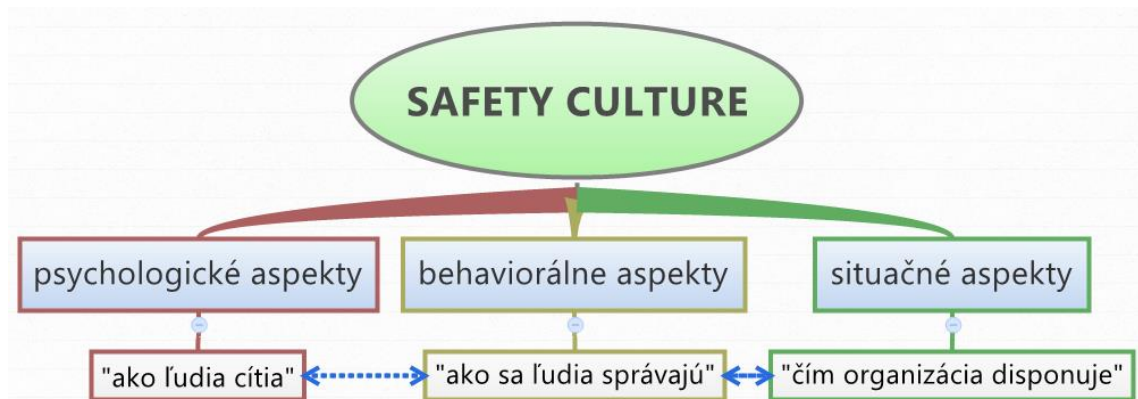 SAFETY CULTURE
psychologické aspekty
behaviorálne aspekty
situačné aspekty
"ako ľudia cítia"
"ako sa ľudia správajú"
"čím organizácia disponuje"